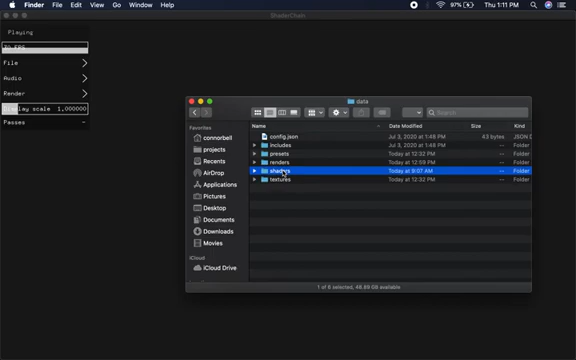 Finder File Edit View Go Window Help 97% Thu 1:11 PM
ShaderChain
Playing
File
Audio
Render
Display scale 1.000000
Passes -
data
Search
Favorites
connorbell
projects
Recents
AirDrop
Applications
Pictures
Desktop
Documents
Downloads
Movies
iCloud
iCloud Drive
Name Date Modified Size Kind
config.json Jul 3, 2020 at 1:48 PM 43 bytes JSON D
includes Jul 3, 2020 at 1:48 PM -- Folder
presets Today at 12:32 PM -- Folder
renders Today at 12:59 PM -- Folder
shaders Today at 9:07 AM -- Folder
textures Today at 12:32 PM -- Folder
1 of 6 selected, 48.89 GB available